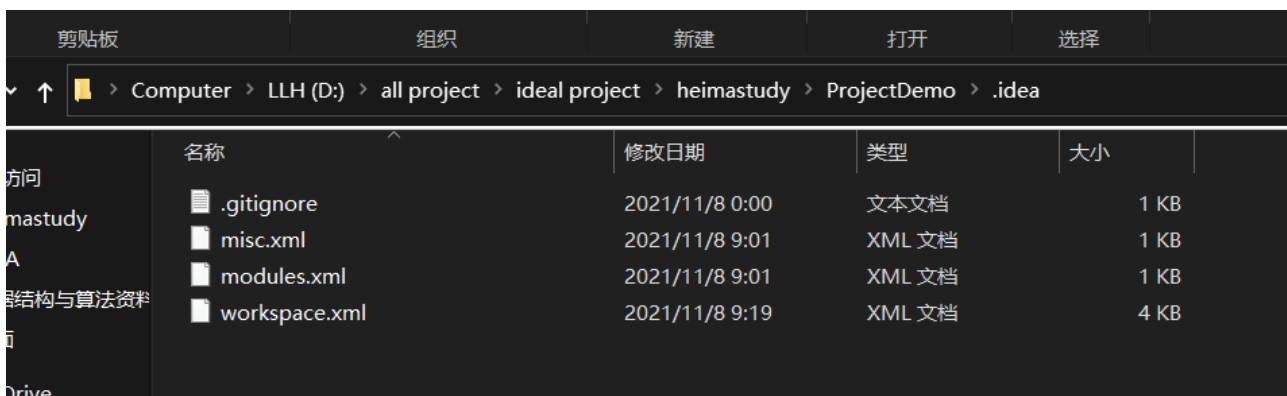 剪贴板 组织 新建 打开 选择
Computer > LLH (D:) > all project > ideal project > heimastudy > ProjectDemo > .idea
名称 修改日期 类型 大小
访问
.gitignore 2021/11/8 0:00 文本文档 1 KB
mastudy
misc.xml 2021/11/8 9:01 XML 文档 1 KB
A
modules.xml 2021/11/8 9:01 XML 文档 1 KB
结构与算法资料
workspace.xml 2021/11/8 9:19 XML 文档 4 KB
面
Drive